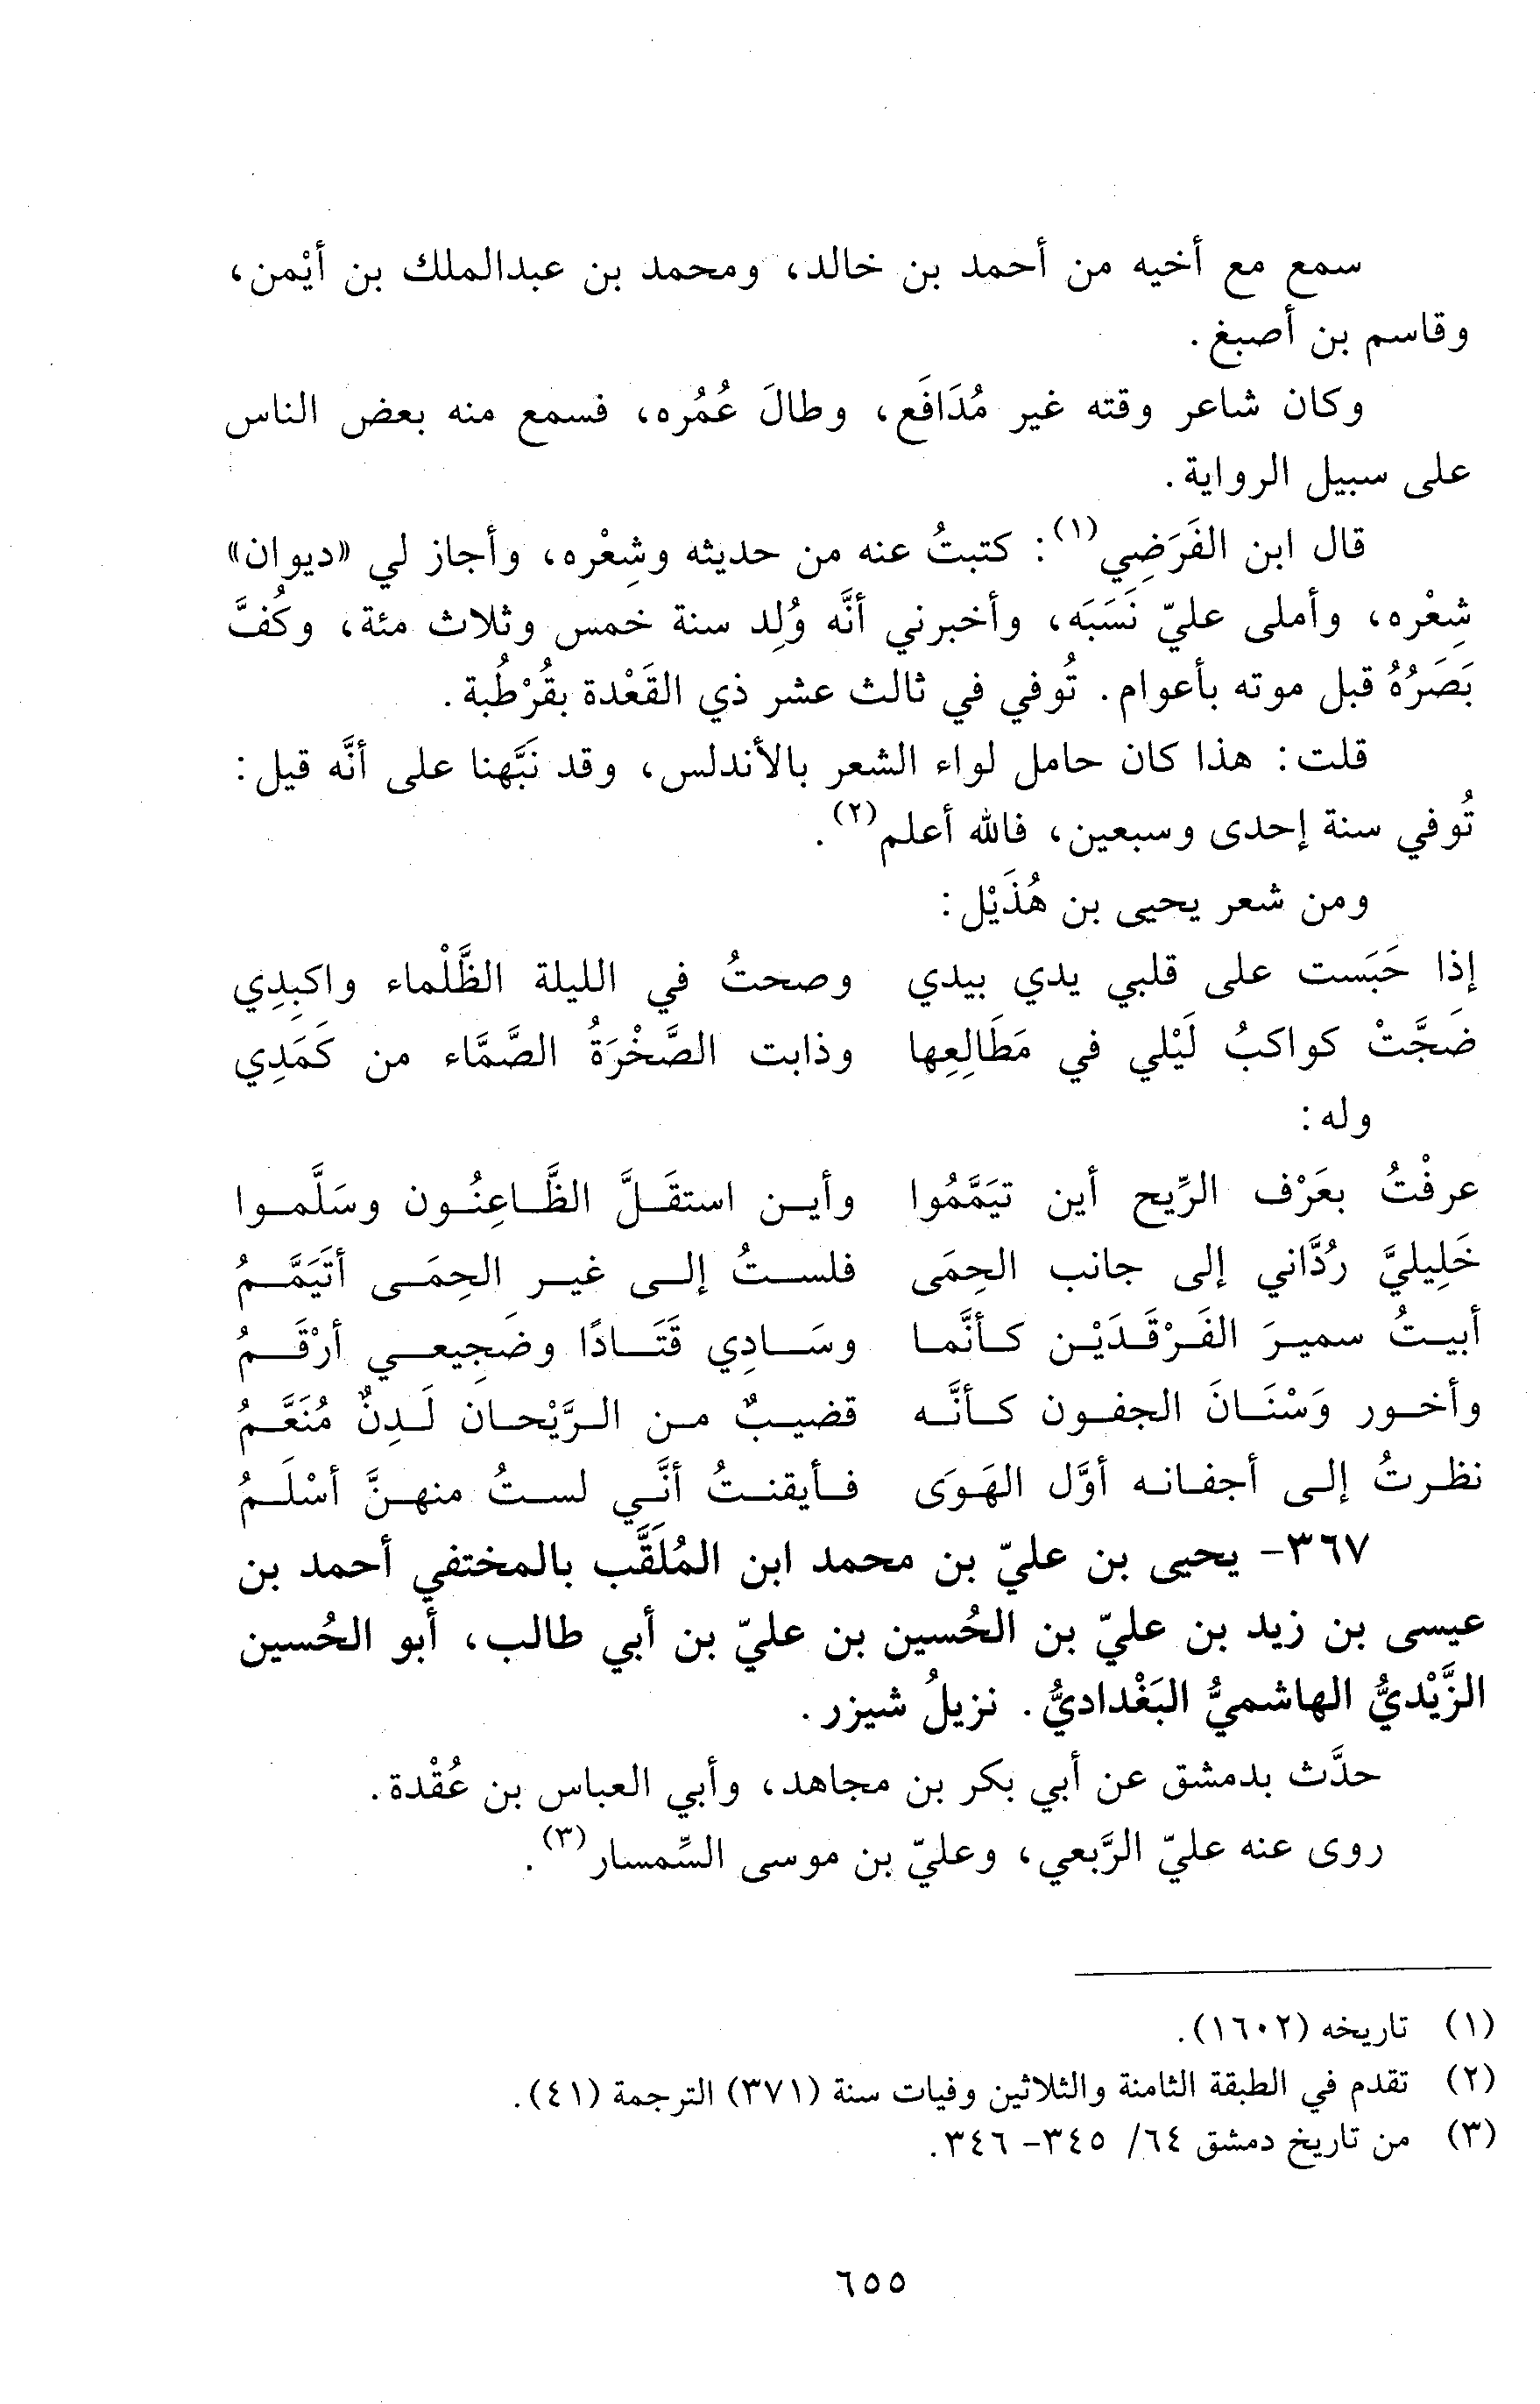 سمع مع أخيه من أحمد بن خالد، ومحمد بن عبدالملك بن أيْمن،
وقاسم بن أصبغ.
وكان شاعر وقته غير مُدَافَع، وطالَ عُمُره، فسمع منه بعض الناس
على سبيل الرواية.
قال ابن الفَرَضِي(١): كتبتُ عنه من حديثه وشِعْره، وأجاز لي «ديوان»
شِعْره، وأملى عليّ نَسَبَه، وأخبرني أنَّه وُلِد سنة خمس وثلاث مئة، وكُفَّ
بَصَرُهُ قبل موته بأعوام. تُوفي في ثالث عشر ذي القَعْدة بقُرْطُبة.
قلت: هذا كان حامل لواء الشعر بالأندلس، وقد نَبَّهنا على أنَّه قيل:
تُوفي سنة إحدى وسبعين، فالله أعلم(٢).
ومن شعر يحيى بن هُذَيْل:
إذا حَبَست على قلبي يدي بيدي وصحتُ في الليلة الظَّلْماء واكبِدِي
ضَجَّتْ كواكبُ لَيْلي في مَطَالِعِها وذابت الصَّخْرَةُ الصَّمَّاء من كَمَدِي
وله:
عرفْتُ بعَرْف الرِّيح أين تيَمَّمُوا وأيـن استقـلَّ الظَّـاعِنُـون وسَلَّمـوا
خَلِيليَّ رُدَّاني إلى جانب الحِمَى فلسـتُ إلـى غيـر الحِمَـى أتَيَمَّـمُ
أبيـتُ سميـرَ الفَـرْقَـدَيْـن كـأنَّمـا وسَـادِي قَتَـادًا وضَجِيعـي أرْقَـمُ
وأحـور وَسْنَـانَ الجفـون كـأنَّـه قضيـبٌ مـن الـرَّيْحـان لَـدِنٌ مُنَعَّـمُ
نظـرتُ إلـى أجفـانـه أوَّل الهَـوَى فـأيقنـتُ أنَّـي لسـتُ منهـنَّ أسْلَـمُ
٣٦٧- يحيى بن عليّ بن محمد ابن المُلَقَّب بالمختفي أحمد بن
عيسى بن زيد بن عليّ بن الحُسين بن عليّ بن أبي طالب، أبو الحُسين
الزَّيْديُّ الهاشميُّ البَغْداديُّ. نزيلُ شيزر.
حدَّث بدمشق عن أبي بكر بن مجاهد، وأبي العباس بن عُقْدة.
روى عنه عليّ الرَّبعي، وعليّ بن موسى السِّمسار(٣).
(١) تاريخه (١٦٠٢).
(٢) تقدم في الطبقة الثامنة والثلاثين وفيات سنة (٣٧١) الترجمة (٤١).
(٣) من تاريخ دمشق ٦٤/ ٣٤٥- ٣٤٦.
٦٥٥